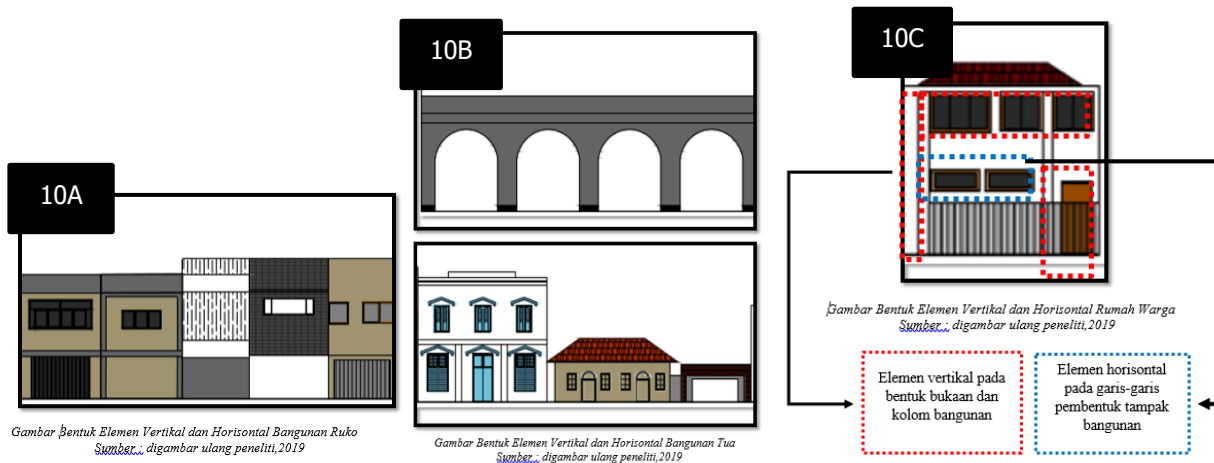 10A
Gambar Bentuk Elemen Vertikal dan Horisontal Bangunan Ruko
Sumber : digambar ulang peneliti,2019
10B
Gambar Bentuk Elemen Vertikal dan Horisontal Bangunan Tua
Sumber : digambar ulang peneliti,2019
10C
Gambar Bentuk Elemen Vertikal dan Horisontal Rumah Warga
Sumber : digambar ulang peneliti,2019
Elemen vertikal pada
bentuk bukaan dan
kolom bangunan
Elemen horisontal
pada garis-garis
pembentuk tampak
bangunan